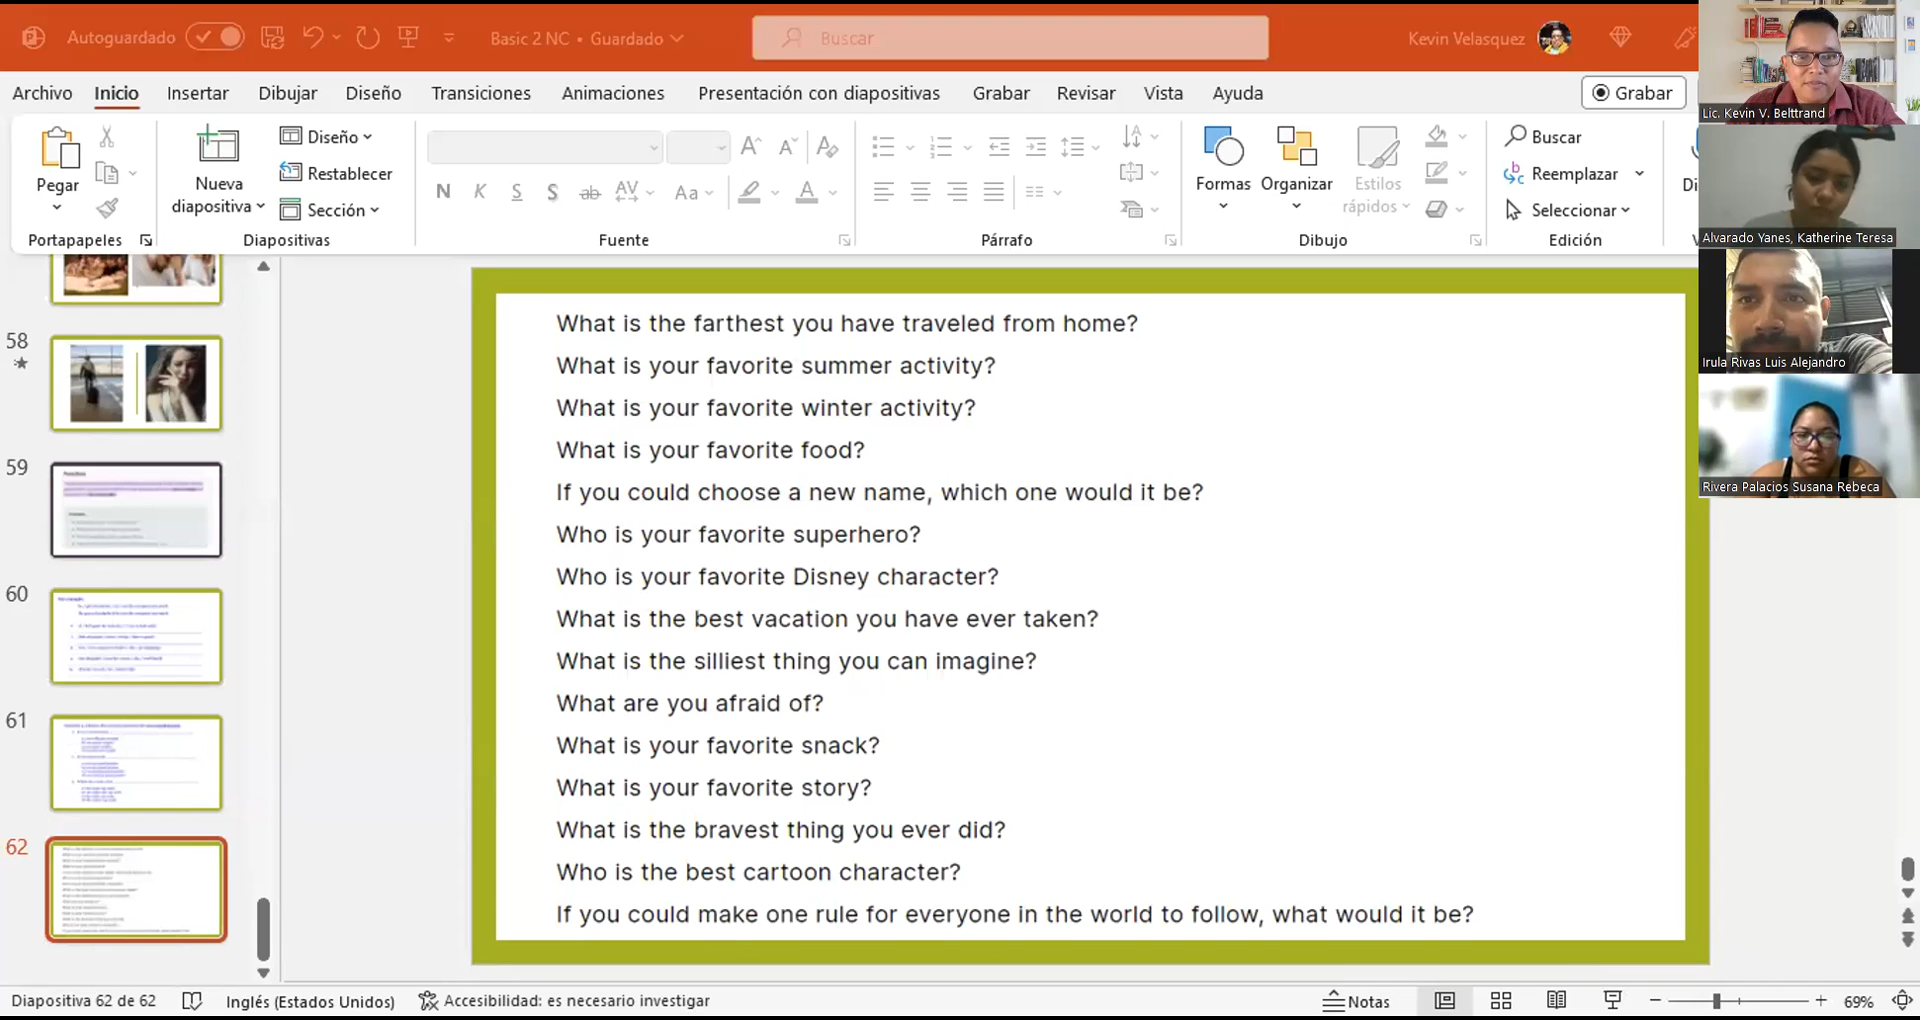 Autoguardado
Basic 2 NC • Guardado
Buscar
Kevin Velasquez
Archivo
Inicio
Insertar
Dibujar
Diseño
Transiciones
Animaciones
Presentación con diapositivas
Grabar
Revisar
Vista
Ayuda
Grabar
Pegar
Portapapeles
Nueva
diapositiva
Diseño
Restablecer
Sección
Diapositivas
N K S S ab AV Aa A
Fuente
Párrafo
Formas
Organizar
Estilos
rápidos
Dibujo
Buscar
Reemplazar
Seleccionar
Edición
Di
Lic. Kevin V. Belttrand
Alvarado Yanes, Katherine Teresa
Irula Rivas Luis Alejandro
Rivera Palacios Susana Rebeca
58
59
60
61
62
What is the farthest you have traveled from home?
What is your favorite summer activity?
What is your favorite winter activity?
What is your favorite food?
If you could choose a new name, which one would it be?
Who is your favorite superhero?
Who is your favorite Disney character?
What is the best vacation you have ever taken?
What is the silliest thing you can imagine?
What are you afraid of?
What is your favorite snack?
What is your favorite story?
What is the bravest thing you ever did?
Who is the best cartoon character?
If you could make one rule for everyone in the world to follow, what would it be?
Diapositiva 62 de 62
Inglés (Estados Unidos)
Accesibilidad: es necesario investigar
Notas
69%